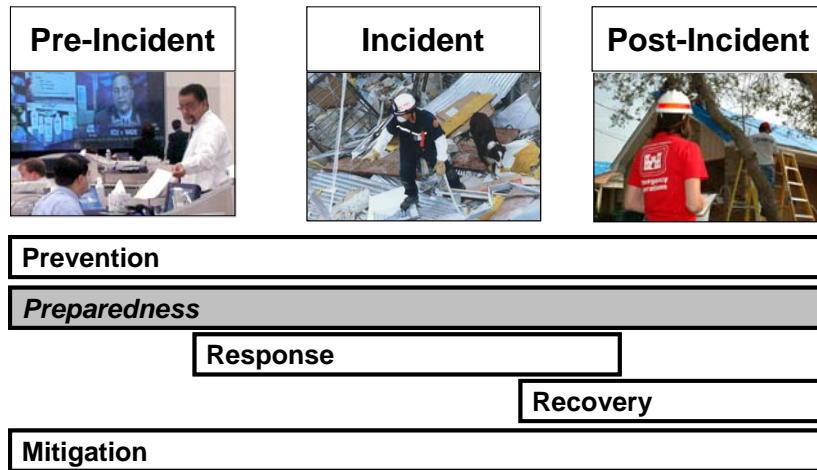 Pre-Incident
Incident
Post-Incident
Prevention
Preparedness
Response
Recovery
Mitigation